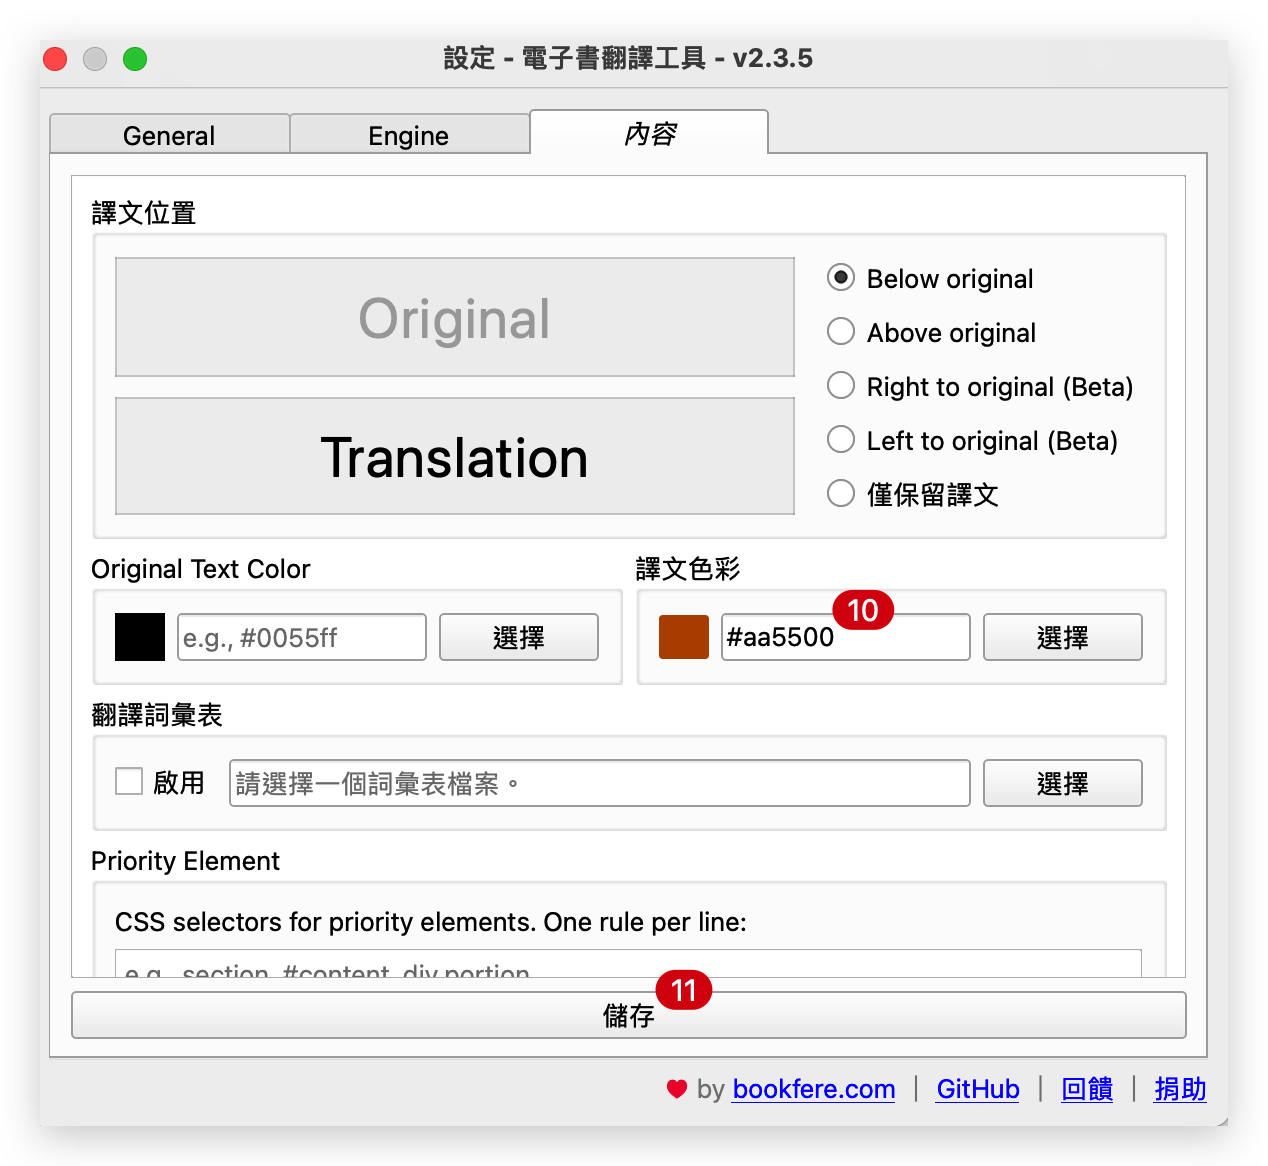 設定 - 電子書翻譯工具 - v2.3.5
General Engine 內容
譯文位置
Original
Translation
Below original
Above original
Right to original (Beta)
Left to original (Beta)
僅保留譯文
Original Text Color
e.g., #0055ff 選擇
譯文色彩
10
#aa5500 選擇
翻譯詞彙表
啟用 請選擇一個詞彙表檔案。 選擇
Priority Element
CSS selectors for priority elements. One rule per line:
e.g., section, #content, div.portion
11
儲存
by bookfere.com | GitHub | 回饋 | 捐助